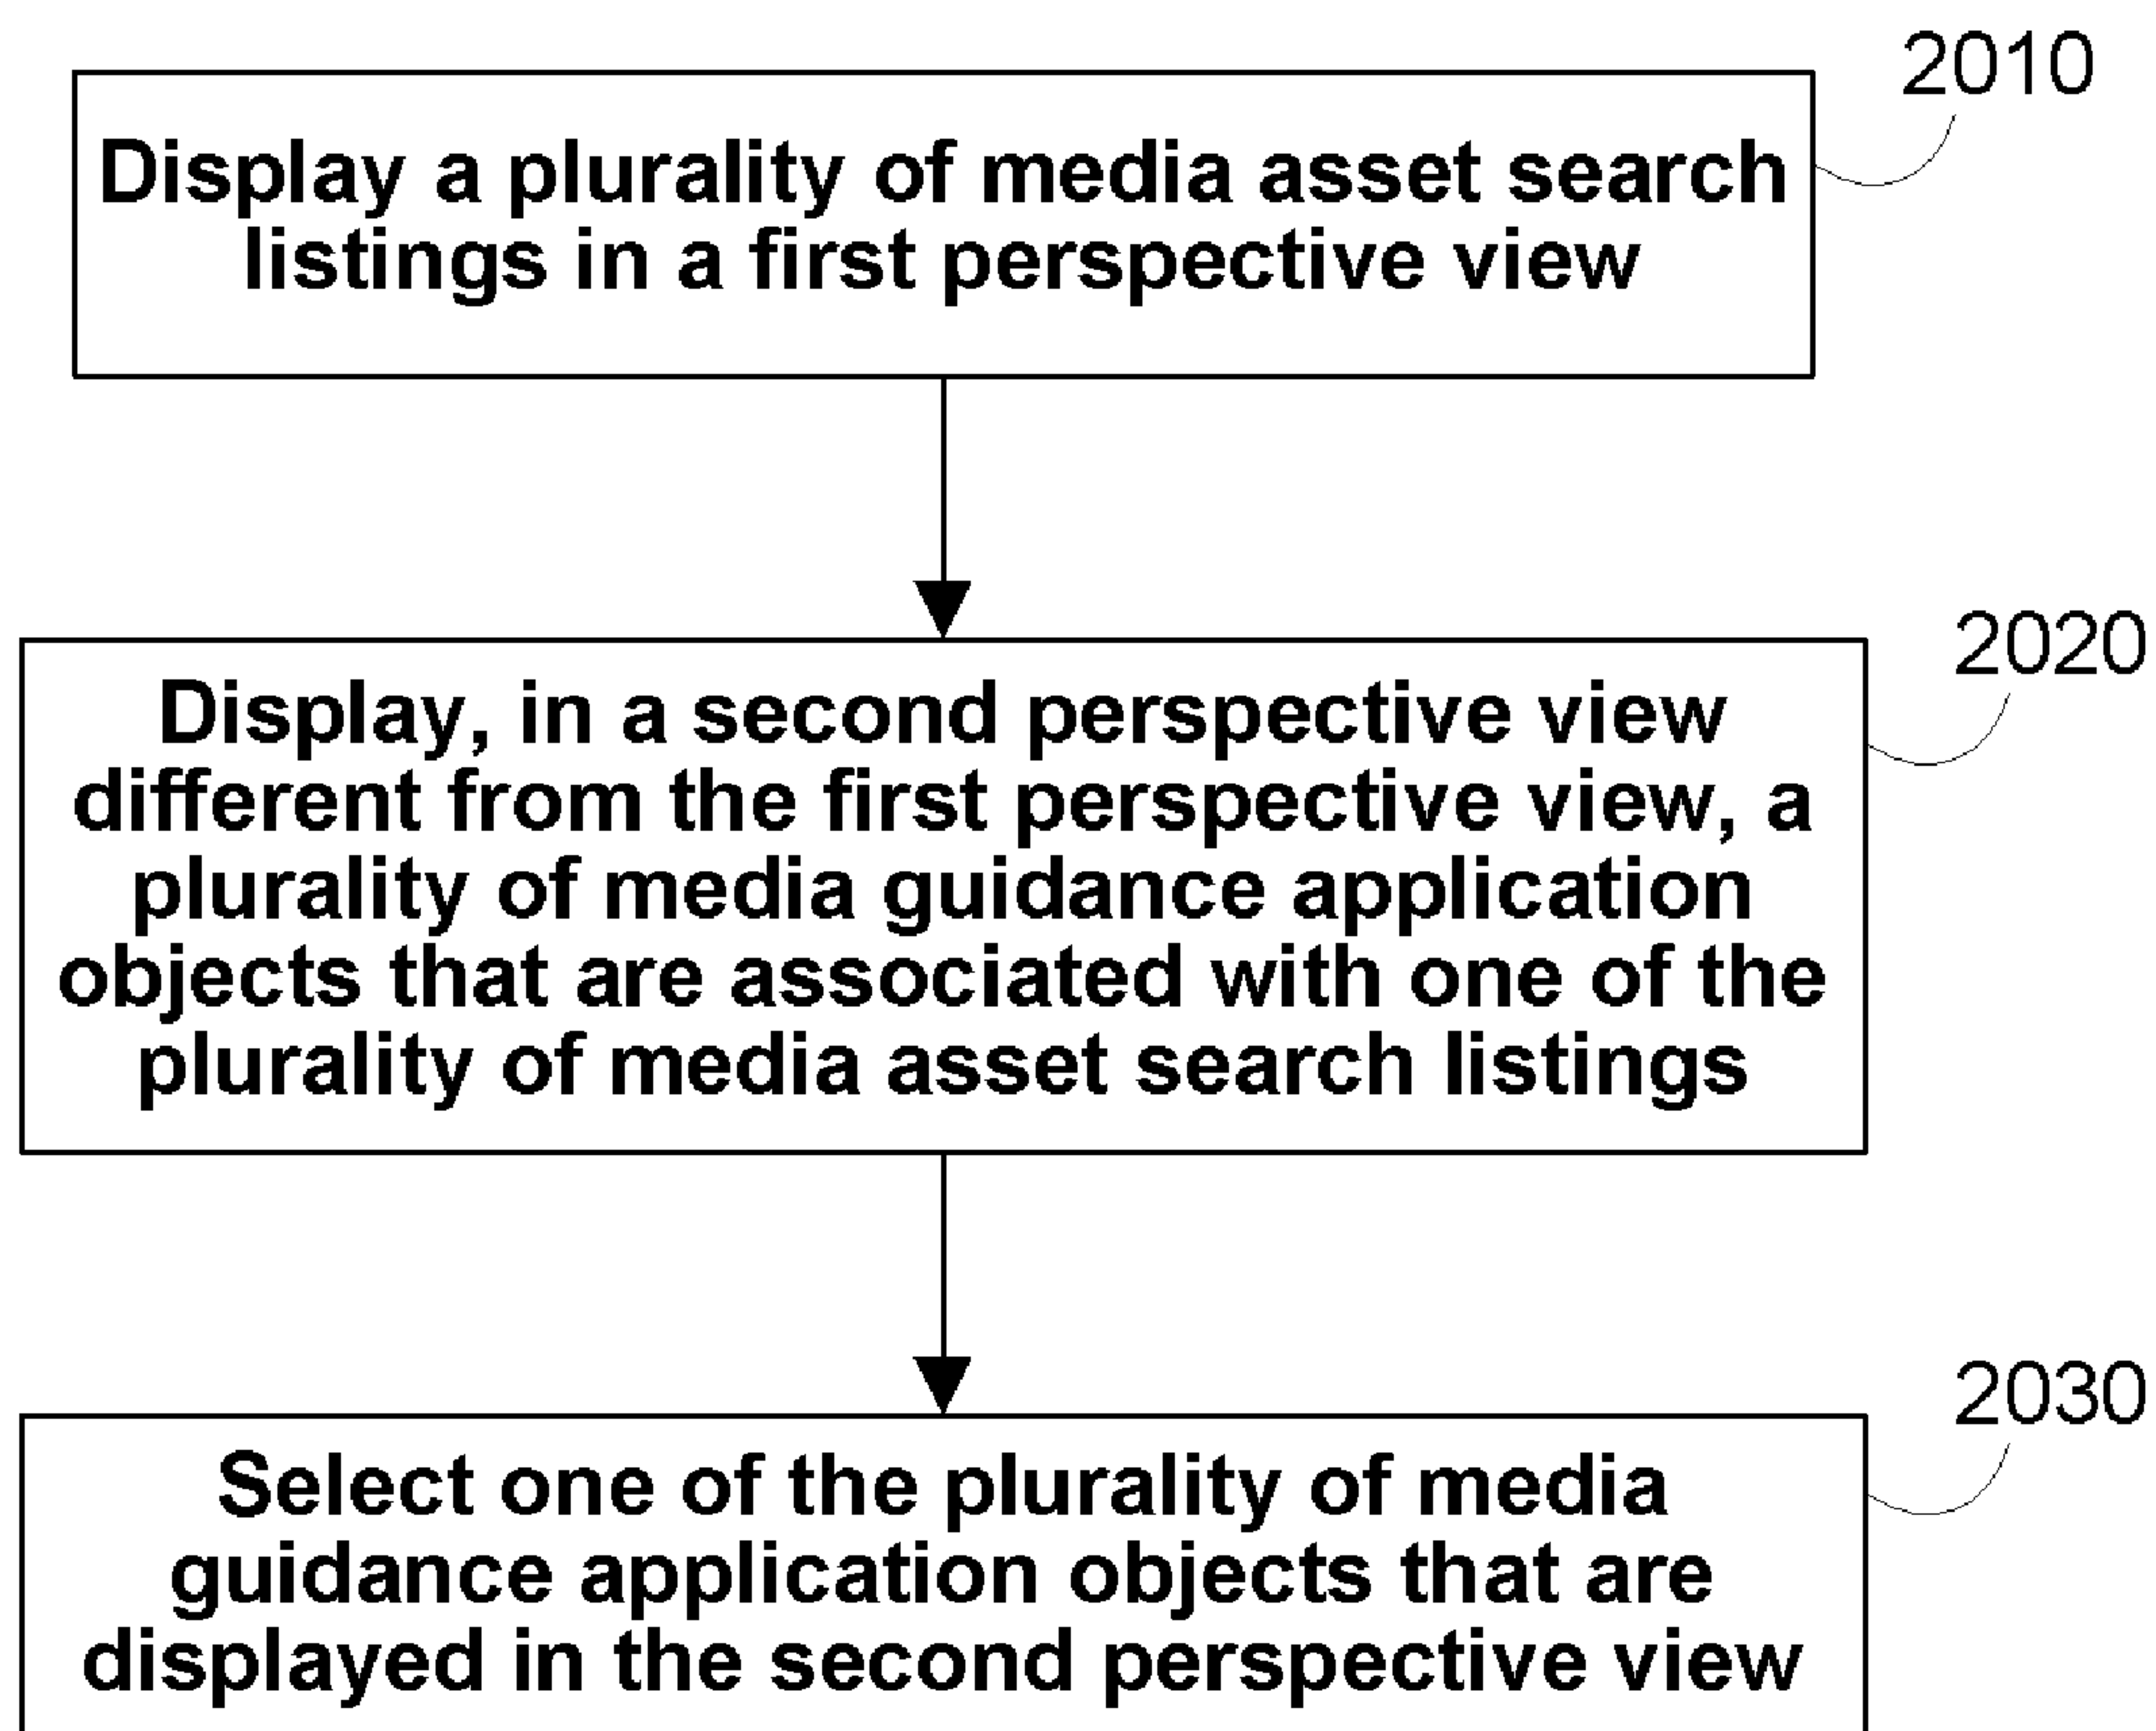 2010
Display a plurality of media asset search
listings in a first perspective view
2020
Display, in a second perspective view
different from the first perspective view, a
plurality of media guidance application
objects that are associated with one of the
plurality of media asset search listings
2030
Select one of the plurality of media
guidance application objects that are
displayed in the second perspective view